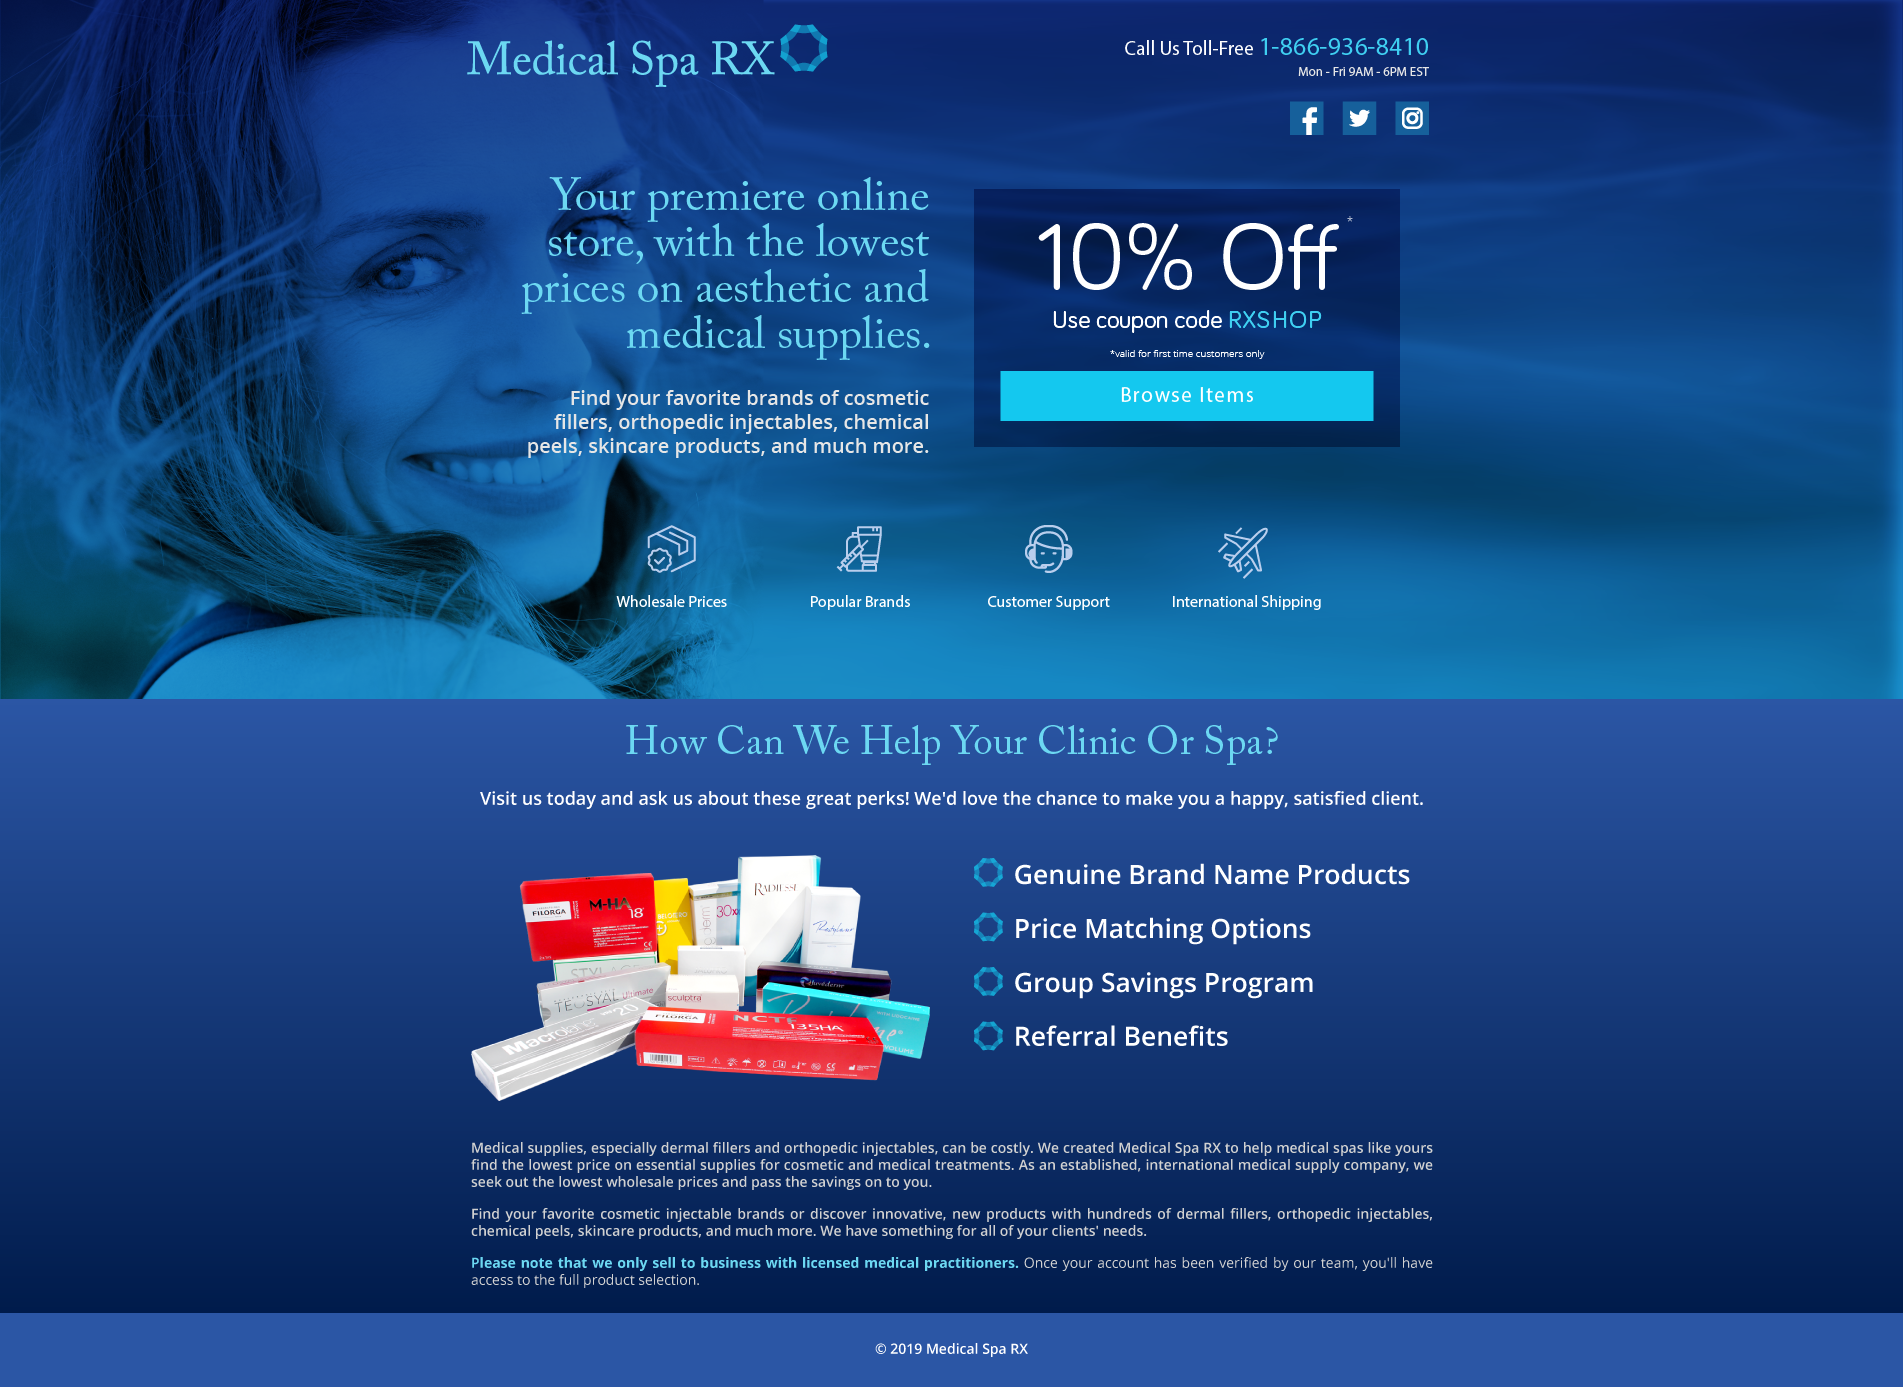 Medical Spa RX
Call Us Toll-Free 1-866-936-8410
Mon - Fri 9AM - 6PM EST
Your premiere online
store, with the lowest
prices on aesthetic and
medical supplies.
Find your favorite brands of cosmetic
fillers, orthopedic injectables, chemical
peels, skincare products, and much more.
10% Off*
Use coupon code RXSHOP
*valid for first time customers only
Browse Items
Wholesale Prices
Popular Brands
Customer Support
International Shipping
How Can We Help Your Clinic Or Spa?
Visit us today and ask us about these great perks! We'd love the chance to make you a happy, satisfied client.
FILORGA
M-HA 18
30x
RADIESSE
Restylane
TEOSYAL Ultimate
sculptra
Macrolane 20
FILORGA
NCTF
135HA
VOLUME
Genuine Brand Name Products
Price Matching Options
Group Savings Program
Referral Benefits
Medical supplies, especially dermal fillers and orthopedic injectables, can be costly. We created Medical Spa RX to help medical spas like yours
find the lowest price on essential supplies for cosmetic and medical treatments. As an established, international medical supply company, we
seek out the lowest wholesale prices and pass the savings on to you.
Find your favorite cosmetic injectable brands or discover innovative, new products with hundreds of dermal fillers, orthopedic injectables,
chemical peels, skincare products, and much more. We have something for all of your clients' needs.
Please note that we only sell to business with licensed medical practitioners. Once your account has been verified by our team, you'll have
access to the full product selection.
© 2019 Medical Spa RX